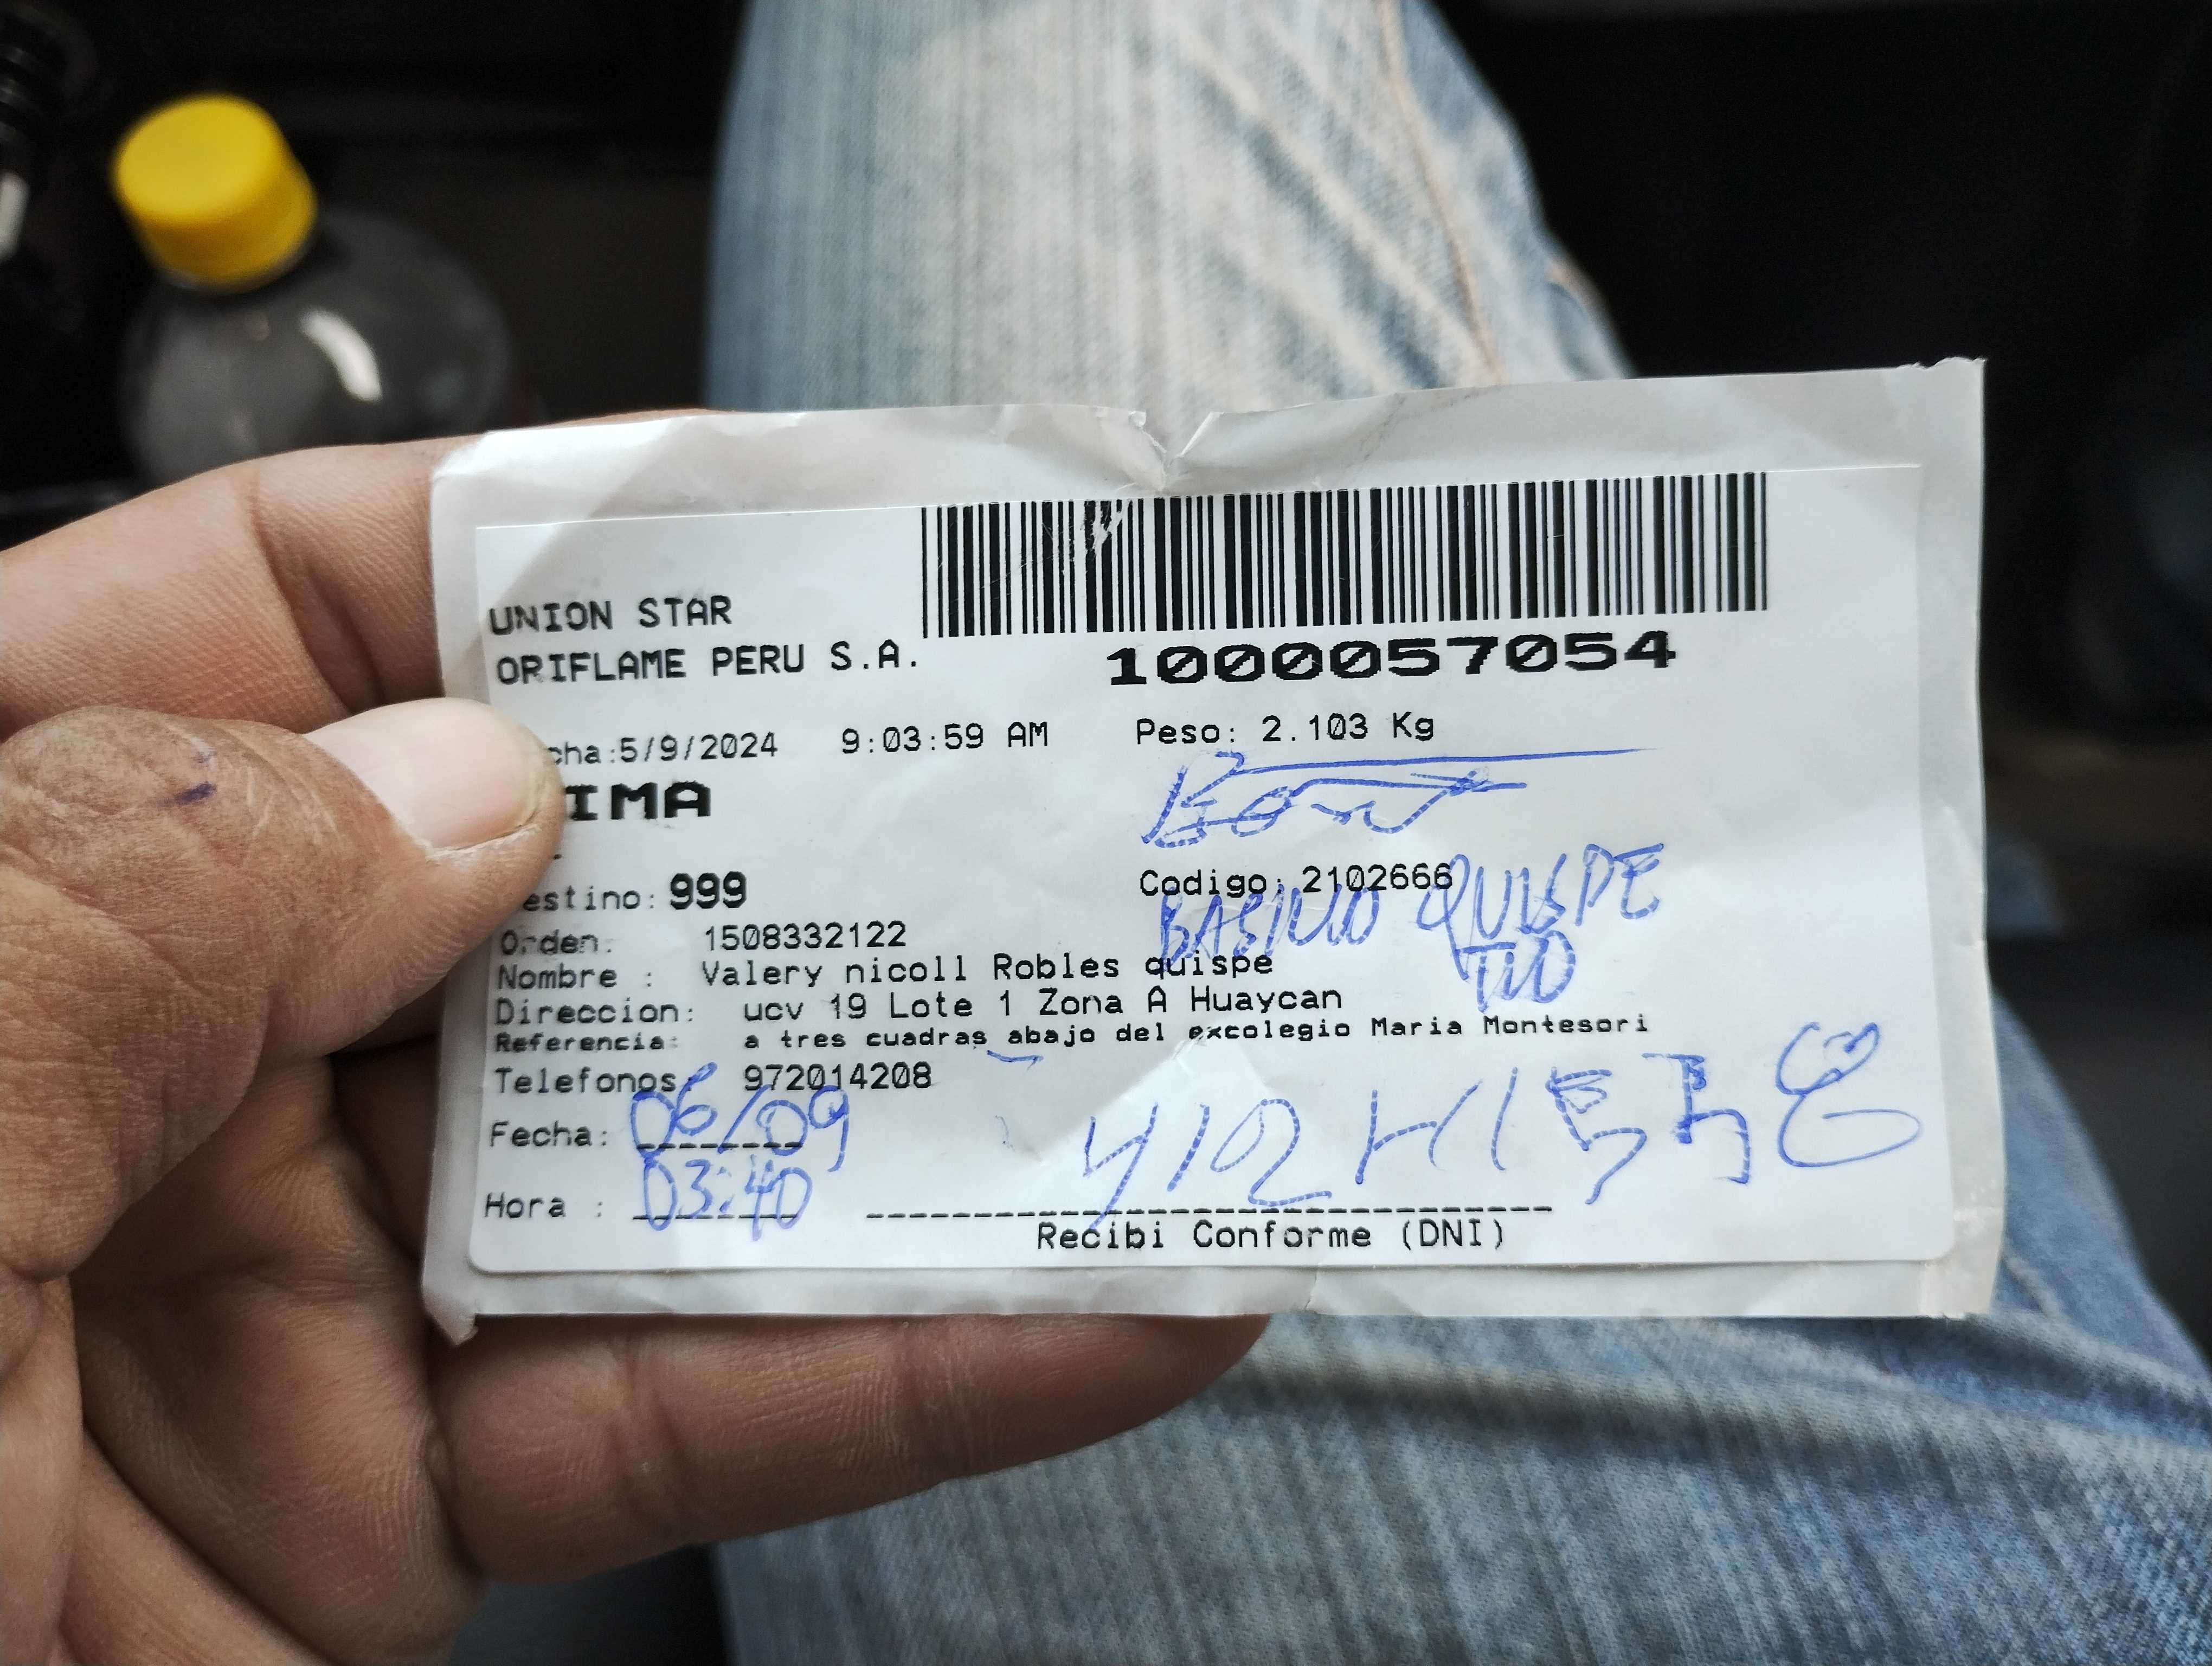 UNION STAR
ORIFLAME PERU S.A.
1000057054
cha:5/9/2024 9:03:59 AM Peso: 2.103 Kg
IMA
estino: 999 Codigo: 2102666
BASILIO QUISPE
TIO
Orden: 1508332122
Nombre : Valery nicoll Robles quispe
Direccion: ucv 19 Lote 1 Zona A Huaycan
Referencia: a tres cuadras abajo del excolegio Maria Montesori
Telefonos: 972014208
Fecha: 06/09
Hora : 03:40
Recibi Conforme (DNI)